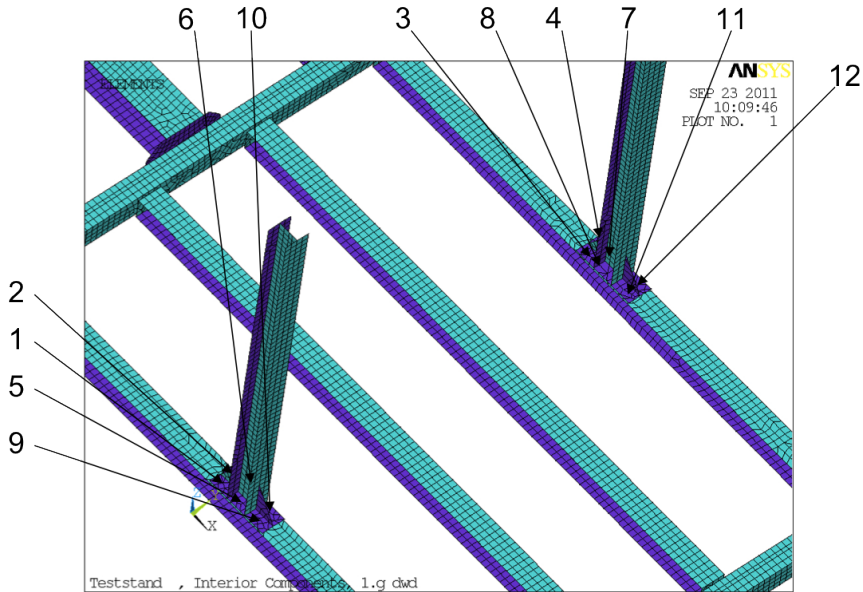 6 10 3 8 4 7 11
12
ANSYS
ELEMENTS
SEP 23 2011
10:09:46
PLOT NO. 1
2
1
5
9
Z Y
X
Teststand , Interior Components, 1.g dwd